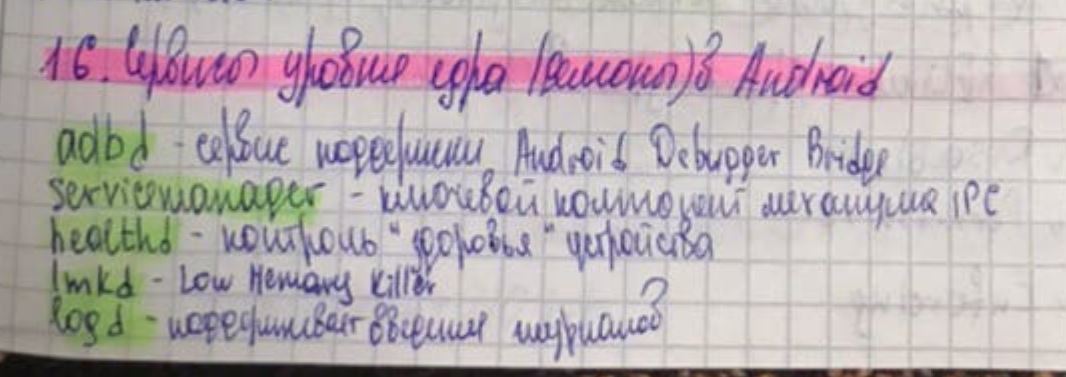 16. Сервисы уровня ядра (демоны) в Android
adbd - сервис поддержки Android Debugger Bridge
servicemanager - ключевой компонент механизма IPC
healthd - контроль "здоровья" устройства
lmkd - Low Memory Killer
logd - поддерживает введение журналов